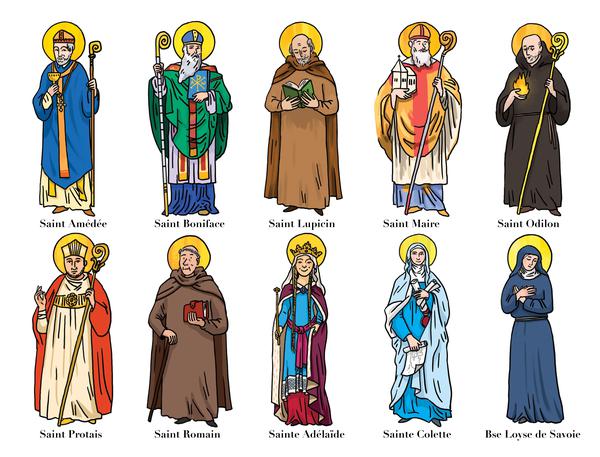 Saint Amédée
Saint Boniface
Saint Lupicin
Saint Maire
Saint Odilon
Saint Protais
Saint Romain
Sainte Adélaïde
Sainte Colette
Bse Loyse de Savoie